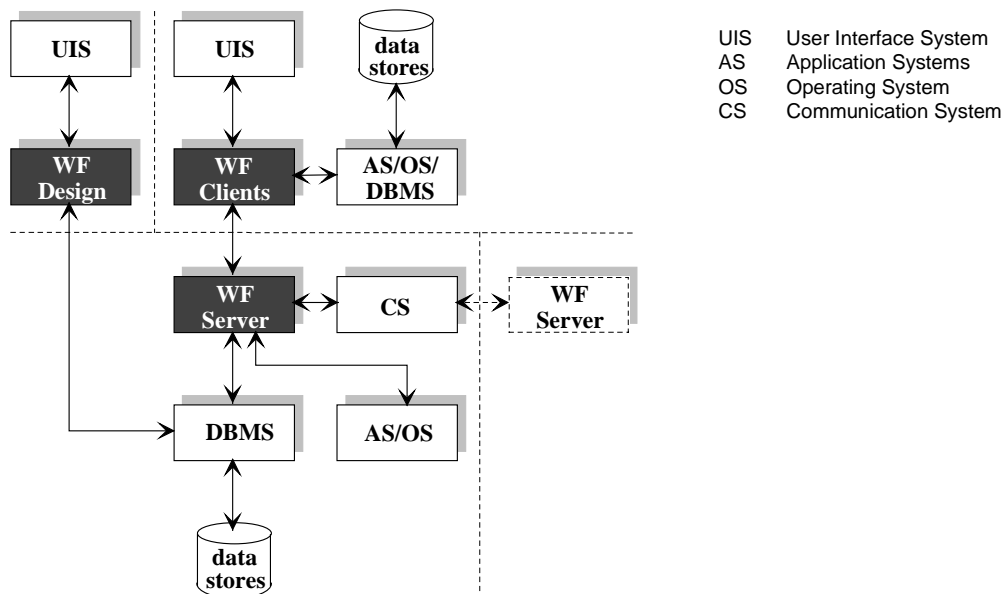 UIS
UIS
data
stores
UIS User Interface System
AS Application Systems
OS Operating System
CS Communication System
WF
Design
WF
Clients
AS/OS/
DBMS
WF
Server
CS
WF
Server
DBMS
AS/OS
data
stores